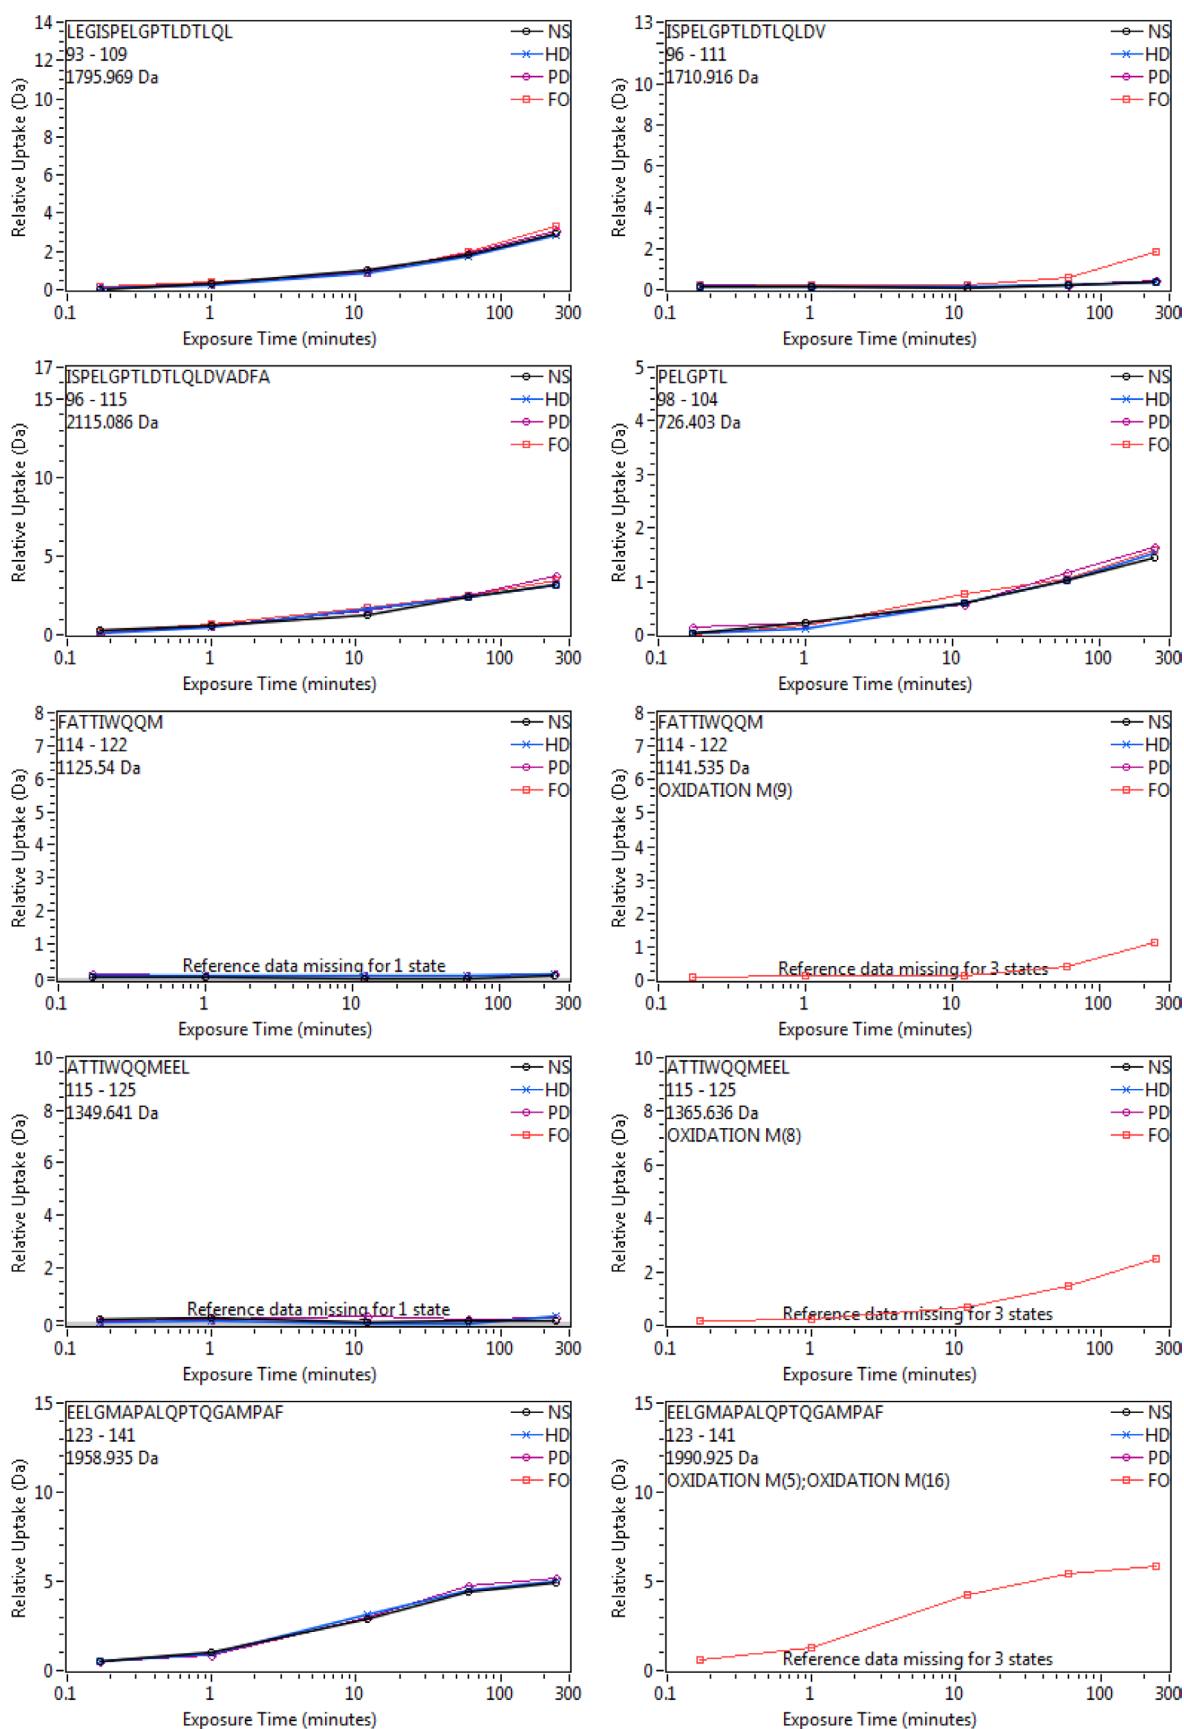 LEGISPELGPTLDTLQL
93 - 109
1795.969 Da
NS
HD
PD
FO
Relative Uptake (Da)
14
12
10
8
6
4
2
0
0.1 1 10 100 300
Exposure Time (minutes)
ISPELGPTLDTLQLDV
96 - 111
1710.916 Da
NS
HD
PD
FO
Relative Uptake (Da)
13
10
8
6
4
2
0
0.1 1 10 100 300
Exposure Time (minutes)
ISPELGPTLDTLQLDVADFA
96 - 115
2115.086 Da
NS
HD
PD
FO
Relative Uptake (Da)
17
15
10
5
0
0.1 1 10 100 300
Exposure Time (minutes)
PELGPTL
98 - 104
726.403 Da
NS
HD
PD
FO
Relative Uptake (Da)
5
4
3
2
1
0
0.1 1 10 100 300
Exposure Time (minutes)
FATTIWQQM
114 - 122
1125.54 Da
NS
HD
PD
FO
Relative Uptake (Da)
8
7
6
5
4
3
2
1
0
Reference data missing for 1 state
0.1 1 10 100 300
Exposure Time (minutes)
FATTIWQQM
114 - 122
1141.535 Da
OXIDATION M(9)
NS
HD
PD
FO
Relative Uptake (Da)
8
7
6
5
4
3
2
1
0
Reference data missing for 3 states
0.1 1 10 100 300
Exposure Time (minutes)
ATTIWQQMEEL
115 - 125
1349.641 Da
NS
HD
PD
FO
Relative Uptake (Da)
10
8
6
4
2
0
Reference data missing for 1 state
0.1 1 10 100 300
Exposure Time (minutes)
ATTIWQQMEEL
115 - 125
1365.636 Da
OXIDATION M(8)
NS
HD
PD
FO
Relative Uptake (Da)
10
8
6
4
2
0
Reference data missing for 3 states
0.1 1 10 100 300
Exposure Time (minutes)
EELGMAPALQPTQGAMPAF
123 - 141
1958.935 Da
NS
HD
PD
FO
Relative Uptake (Da)
15
10
5
0
0.1 1 10 100 300
Exposure Time (minutes)
EELGMAPALQPTQGAMPAF
123 - 141
1990.925 Da
OXIDATION M(5);OXIDATION M(16)
NS
HD
PD
FO
Relative Uptake (Da)
15
10
5
0
Reference data missing for 3 states
0.1 1 10 100 300
Exposure Time (minutes)